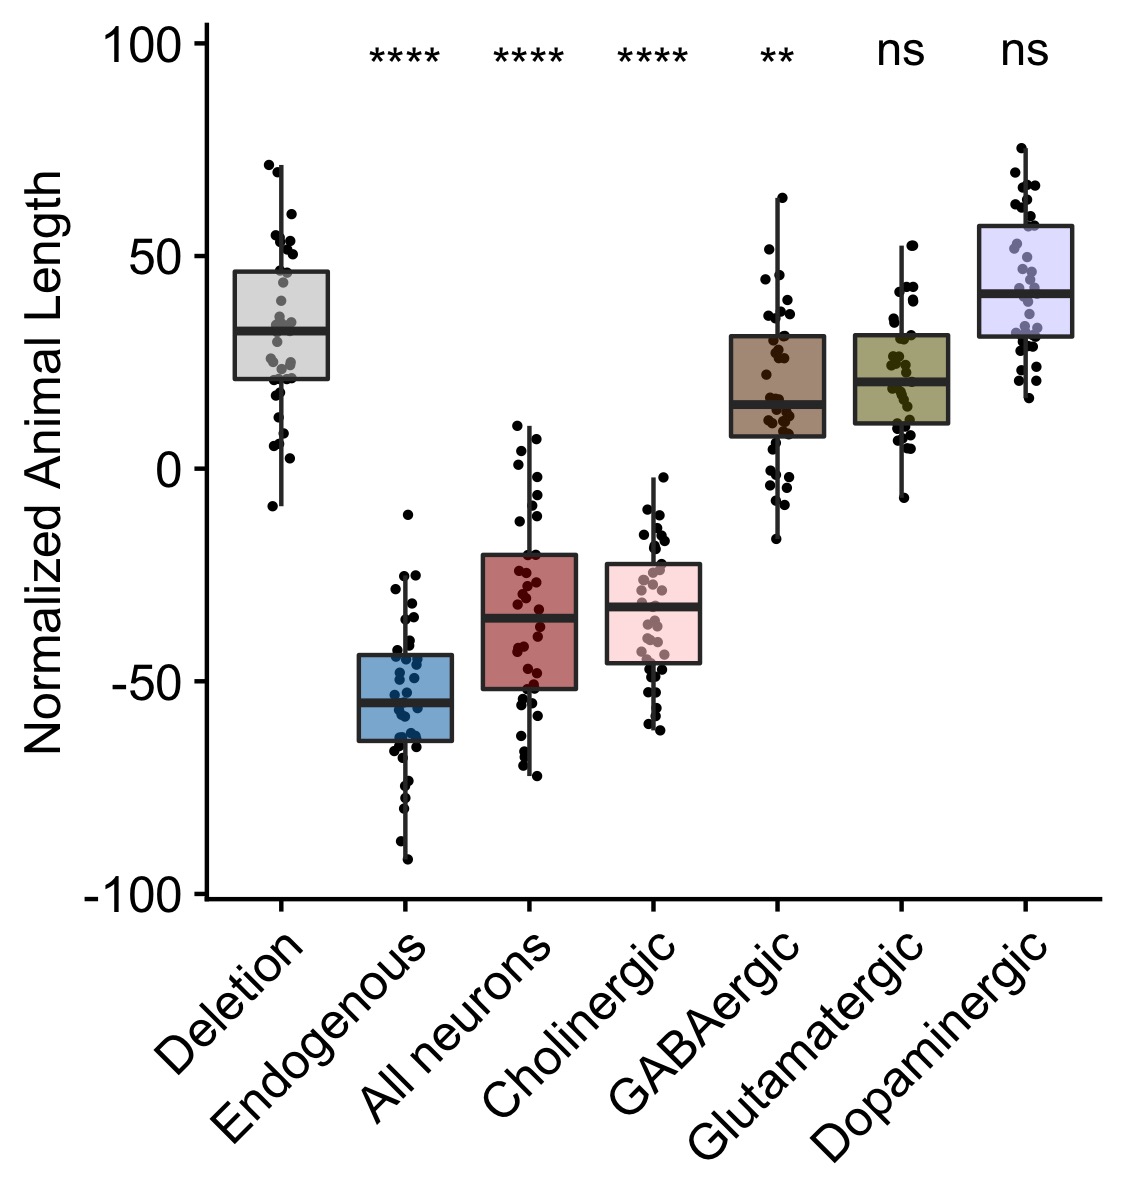 **** **** **** ** ns ns
100
50
0
-50
-100
Normalized Animal Length
Deletion
Endogenous
All neurons
Cholinergic
GABAergic
Glutamatergic
Dopaminergic